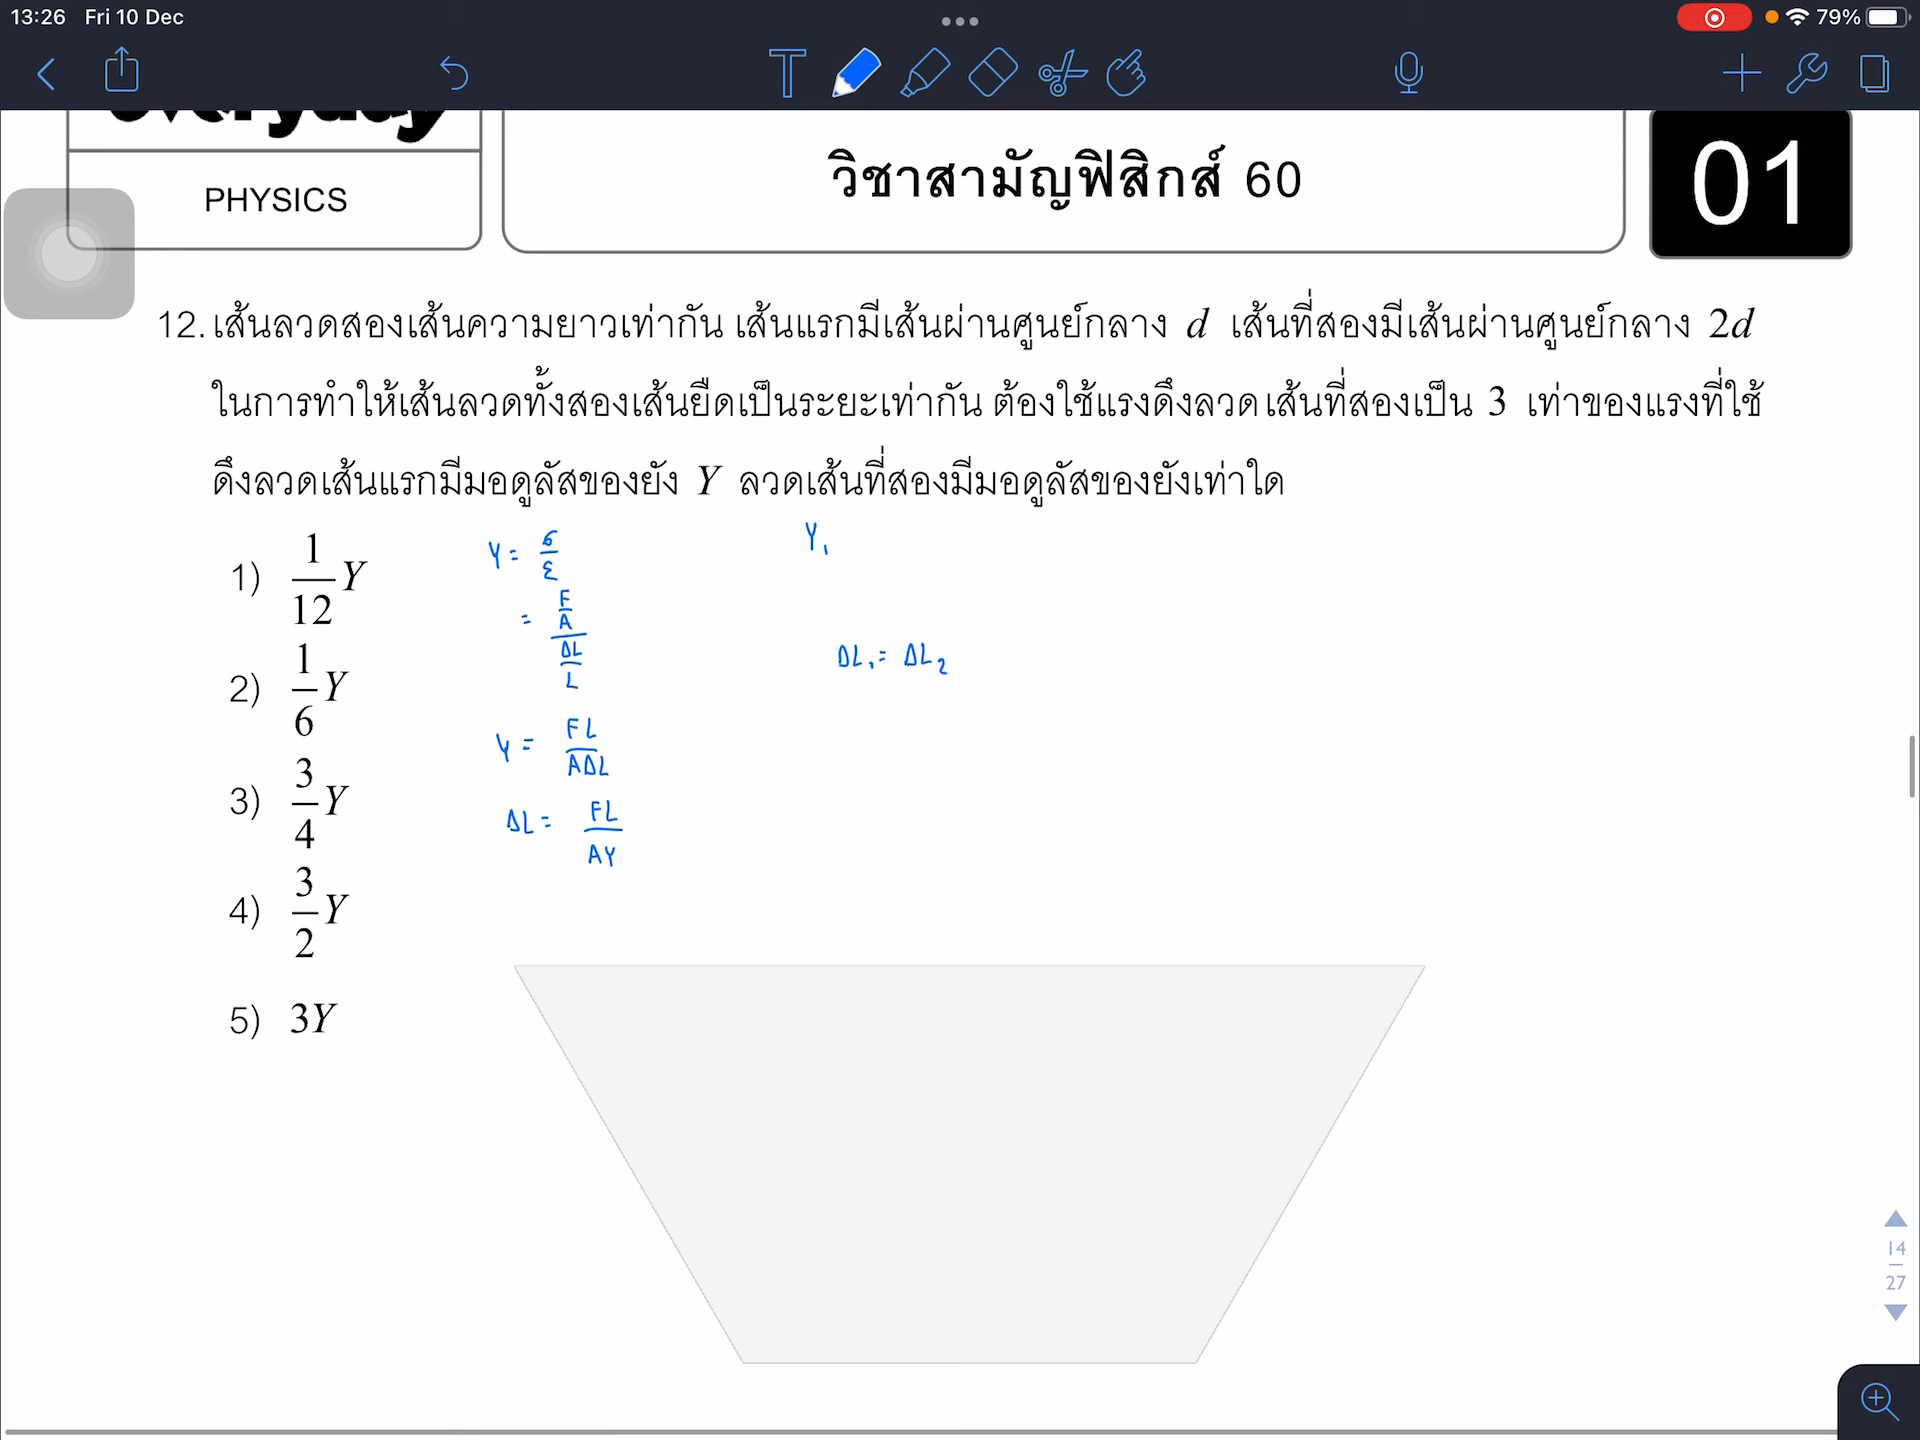 13:26 Fri 10 Dec
79%
everyday
PHYSICS
วิชาสามัญฟิสิกส์ 60
01
12. เส้นลวดสองเส้นความยาวเท่ากัน เส้นแรกมีเส้นผ่านศูนย์กลาง d เส้นที่สองมีเส้นผ่านศูนย์กลาง 2d
ในการทำให้เส้นลวดทั้งสองเส้นยืดเป็นระยะเท่ากัน ต้องใช้แรงดึงลวด เส้นที่สองเป็น 3 เท่าของแรงที่ใช้
ดึงลวดเส้นแรกมีมอดูลัสของยัง Y ลวดเส้นที่สองมีมอดูลัสของยังเท่าใด
1) 1/12 Y
2) 1/6 Y
3) 3/4 Y
4) 3/2 Y
5) 3Y
Y = σ/ε
= (F/A)/(ΔL/L)
Y = FL/AΔL
ΔL = FL/AY
Y₁
ΔL₁ = ΔL₂
14
27